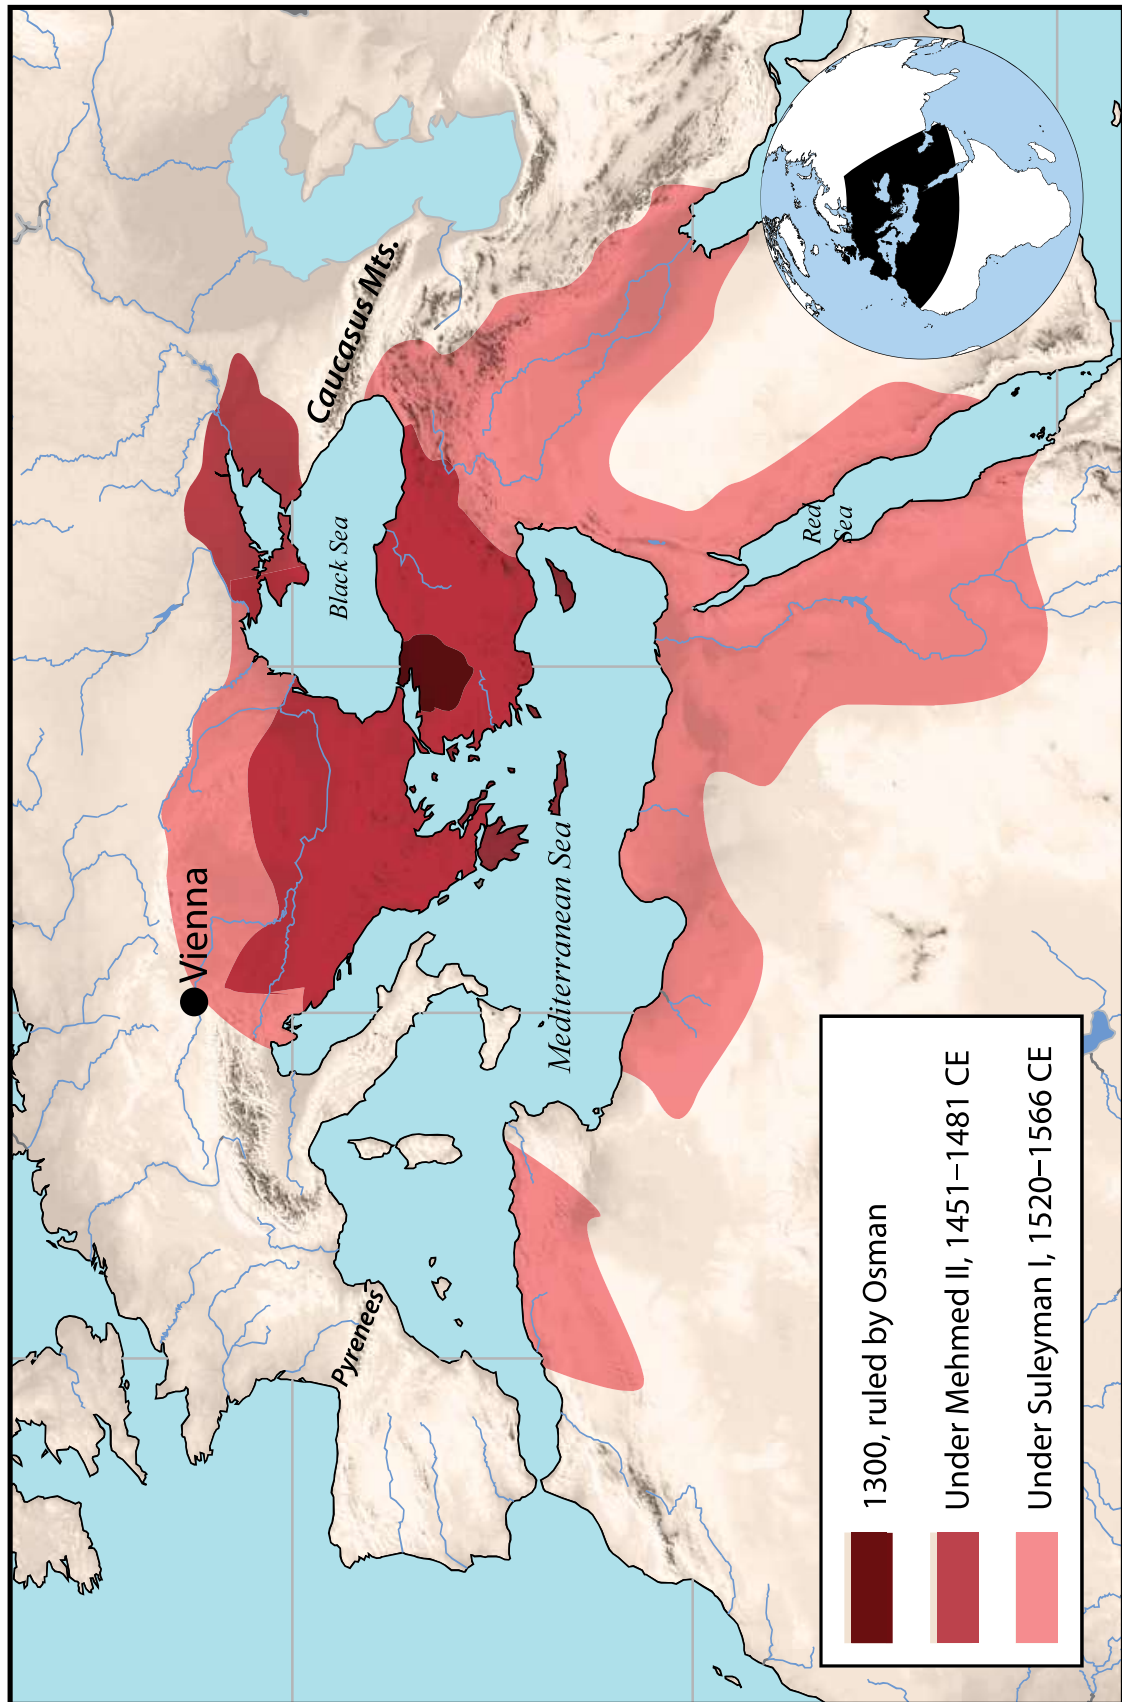 Vienna
Caucasus Mts.
Black Sea
Pyrenees
Mediterranean Sea
Red
Sea
1300, ruled by Osman
Under Mehmed II, 1451–1481 CE
Under Suleyman I, 1520–1566 CE